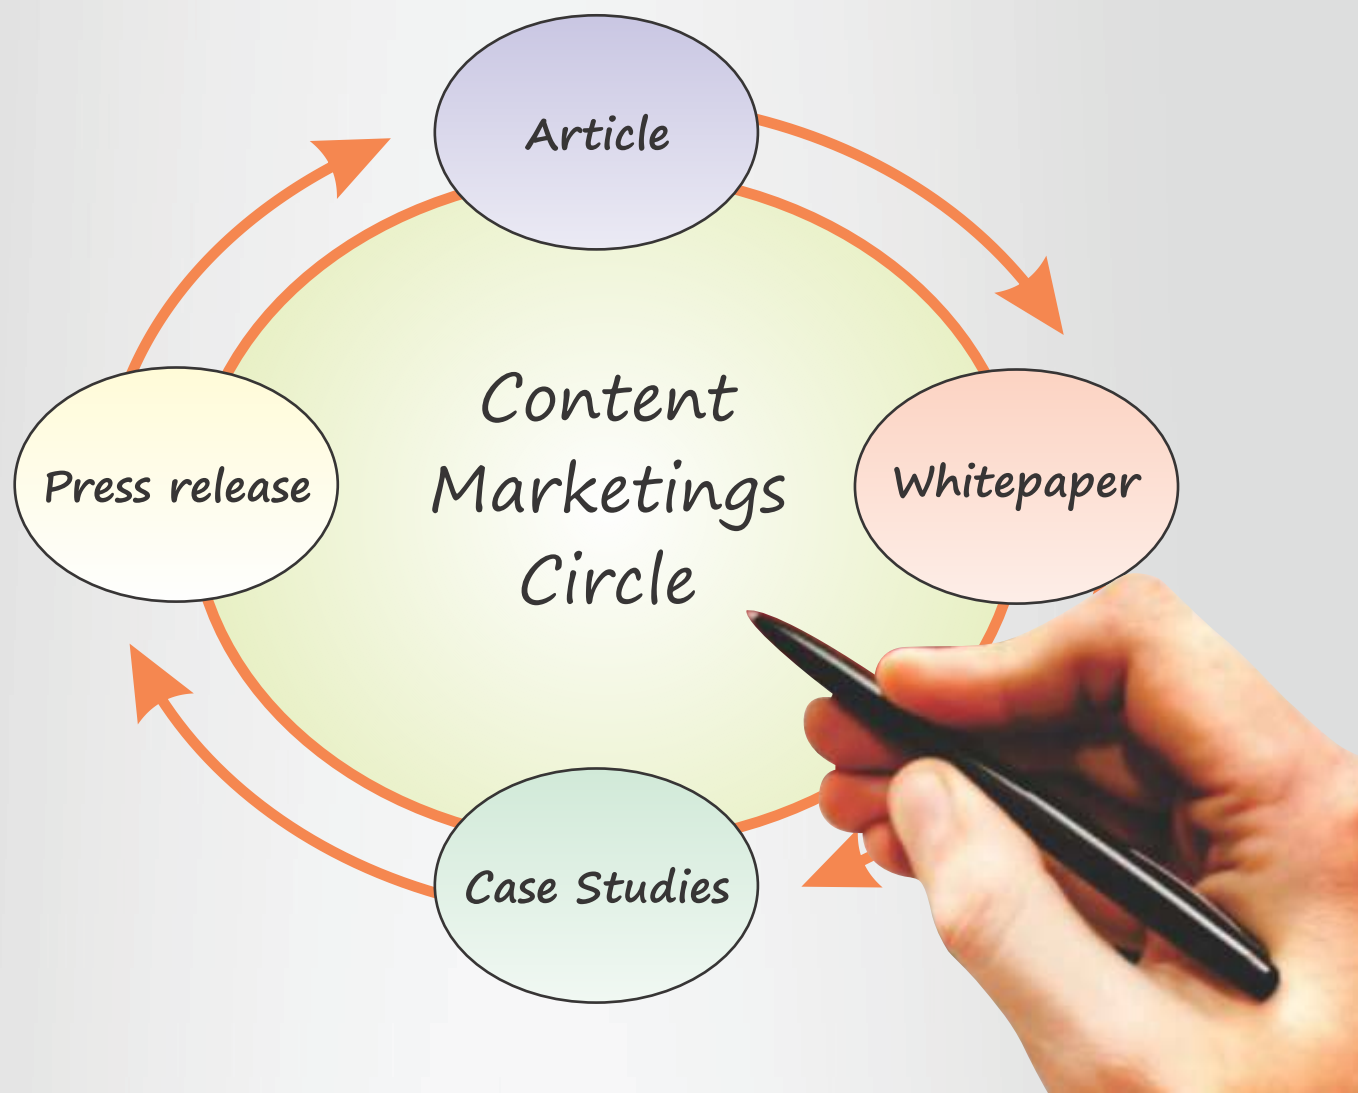 Article
Press release
Content
Marketings
Circle
Whitepaper
Case Studies